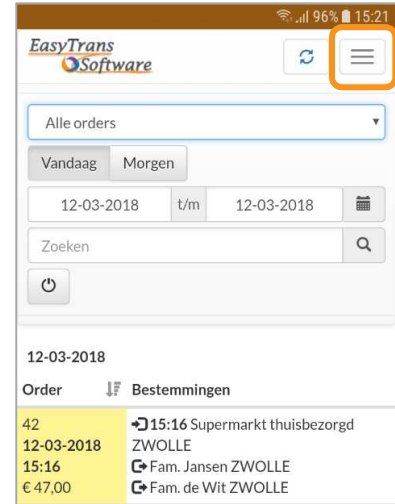 96% 15:21
EasyTrans
Software
Alle orders
Vandaag Morgen
12-03-2018 t/m 12-03-2018
Zoeken
12-03-2018
Order Bestemmingen
42 15:16 Supermarkt thuisbezorgd
12-03-2018 ZWOLLE
15:16 Fam. Jansen ZWOLLE
€ 47,00 Fam. de Wit ZWOLLE